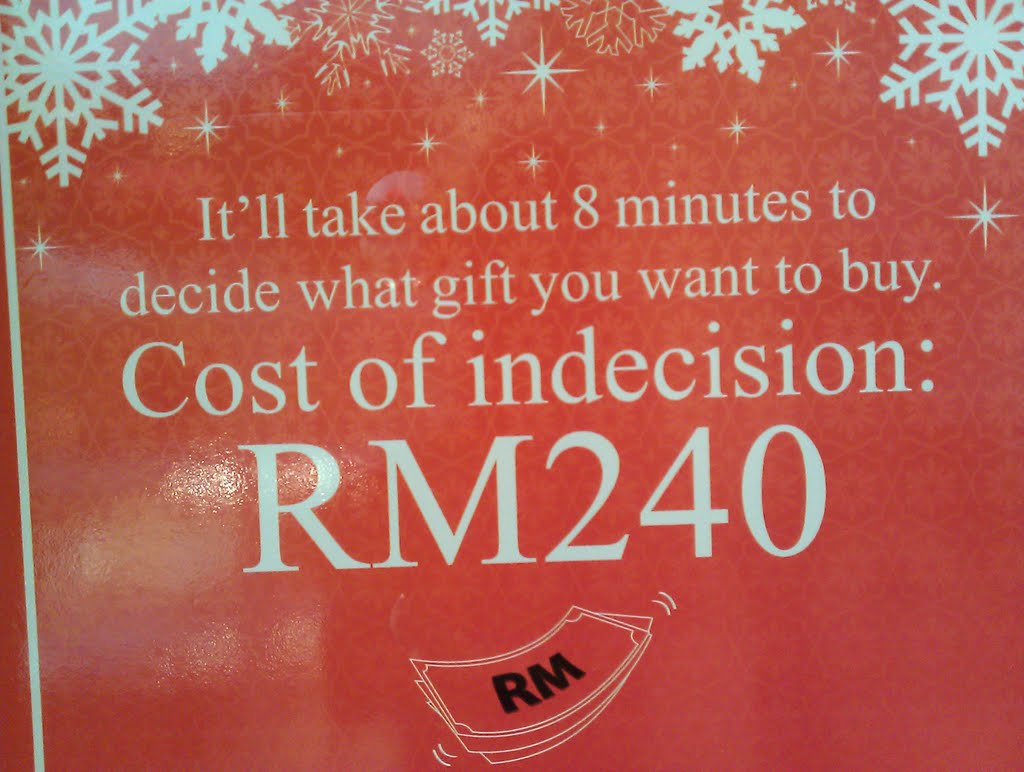 It’ll take about 8 minutes to
decide what gift you want to buy.
Cost of indecision:
RM240
RM